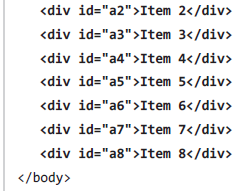 <div id="a2">Item 2</div>
<div id="a3">Item 3</div>
<div id="a4">Item 4</div>
<div id="a5">Item 5</div>
<div id="a6">Item 6</div>
<div id="a7">Item 7</div>
<div id="a8">Item 8</div>
</body>